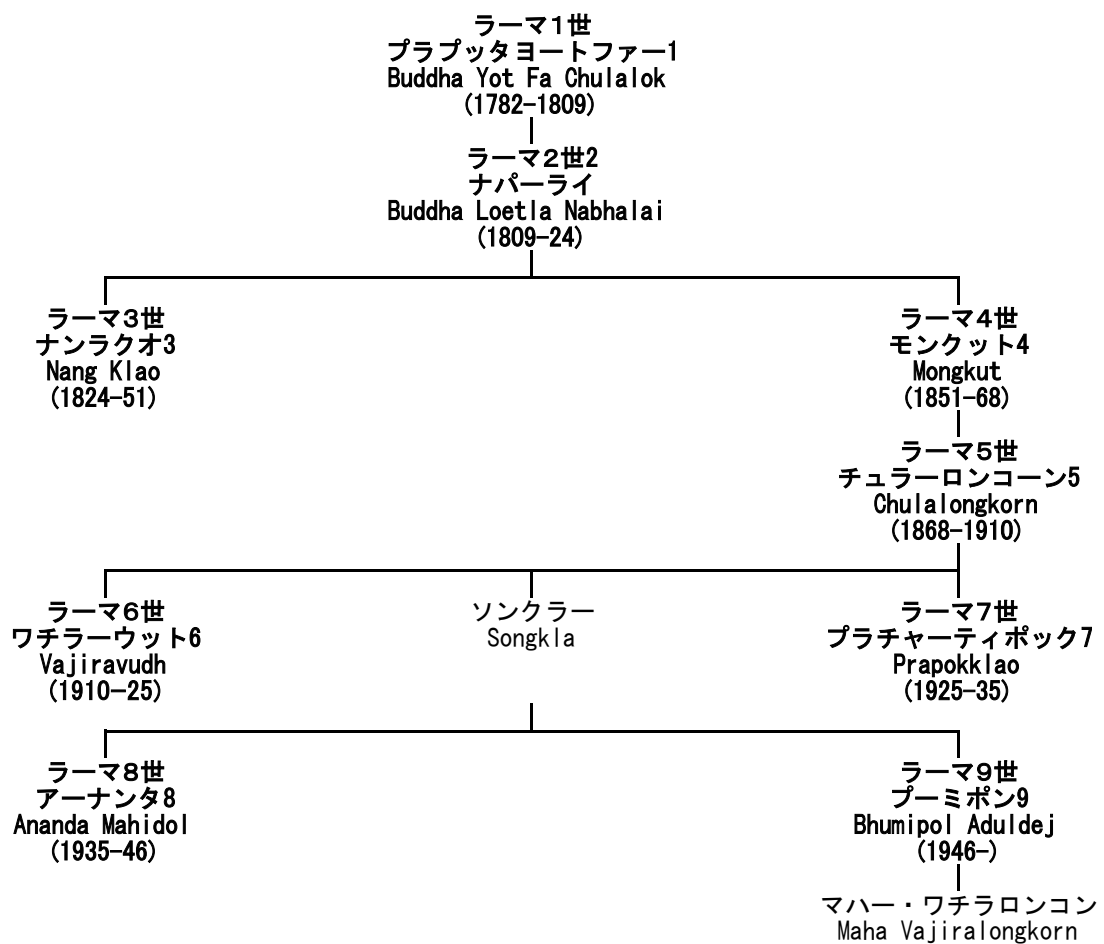 ラーマ１世
プラプッタヨートファー1
Buddha Yot Fa Chulalok
(1782-1809)
ラーマ２世2
ナパーライ
Buddha Loetla Nabhalai
(1809-24)
ラーマ３世
ナンラクオ3
Nang Klao
(1824-51)
ラーマ４世
モンクット4
Mongkut
(1851-68)
ラーマ５世
チュラーロンコーン5
Chulalongkorn
(1868-1910)
ラーマ６世
ワチラーウット6
Vajiravudh
(1910-25)
ソンクラー
Songkla
ラーマ７世
プラチャーティポック7
Prapokklao
(1925-35)
ラーマ８世
アーナンタ8
Ananda Mahidol
(1935-46)
ラーマ９世
プーミポン9
Bhumipol Aduldej
(1946-)
マハー・ワチラロンコン
Maha Vajiralongkorn